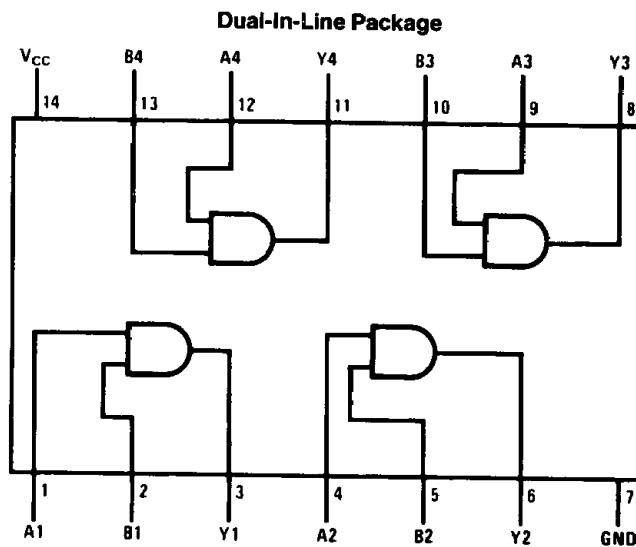 Dual-In-Line Package
VCC B4 A4 Y4 B3 A3 Y3
14 13 12 11 10 9 8
1 2 3 4 5 6 7
A1 B1 Y1 A2 B2 Y2 GND